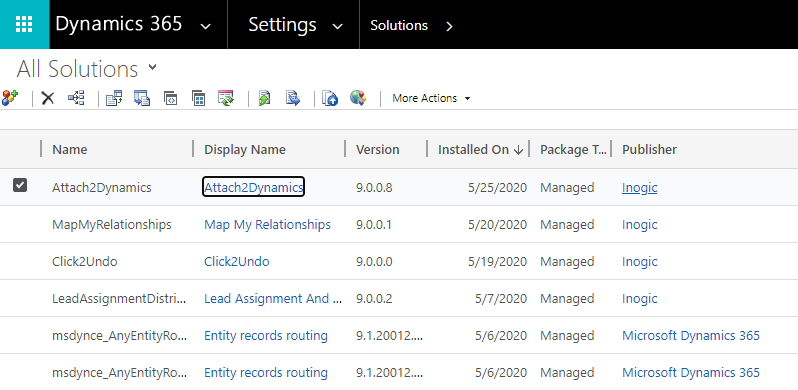 Dynamics 365 Settings Solutions
All Solutions
More Actions
Name Display Name Version Installed On Package T... Publisher
Attach2Dynamics Attach2Dynamics 9.0.0.8 5/25/2020 Managed Inogic
MapMyRelationships Map My Relationships 9.0.0.1 5/20/2020 Managed Inogic
Click2Undo Click2Undo 9.0.0.0 5/19/2020 Managed Inogic
LeadAssignmentDistri... Lead Assignment And ... 9.0.0.2 5/7/2020 Managed Inogic
msdynce_AnyEntityRo... Entity records routing 9.1.20012.... 5/6/2020 Managed Microsoft Dynamics 365
msdynce_AnyEntityRo... Entity records routing 9.1.20012.... 5/6/2020 Managed Microsoft Dynamics 365